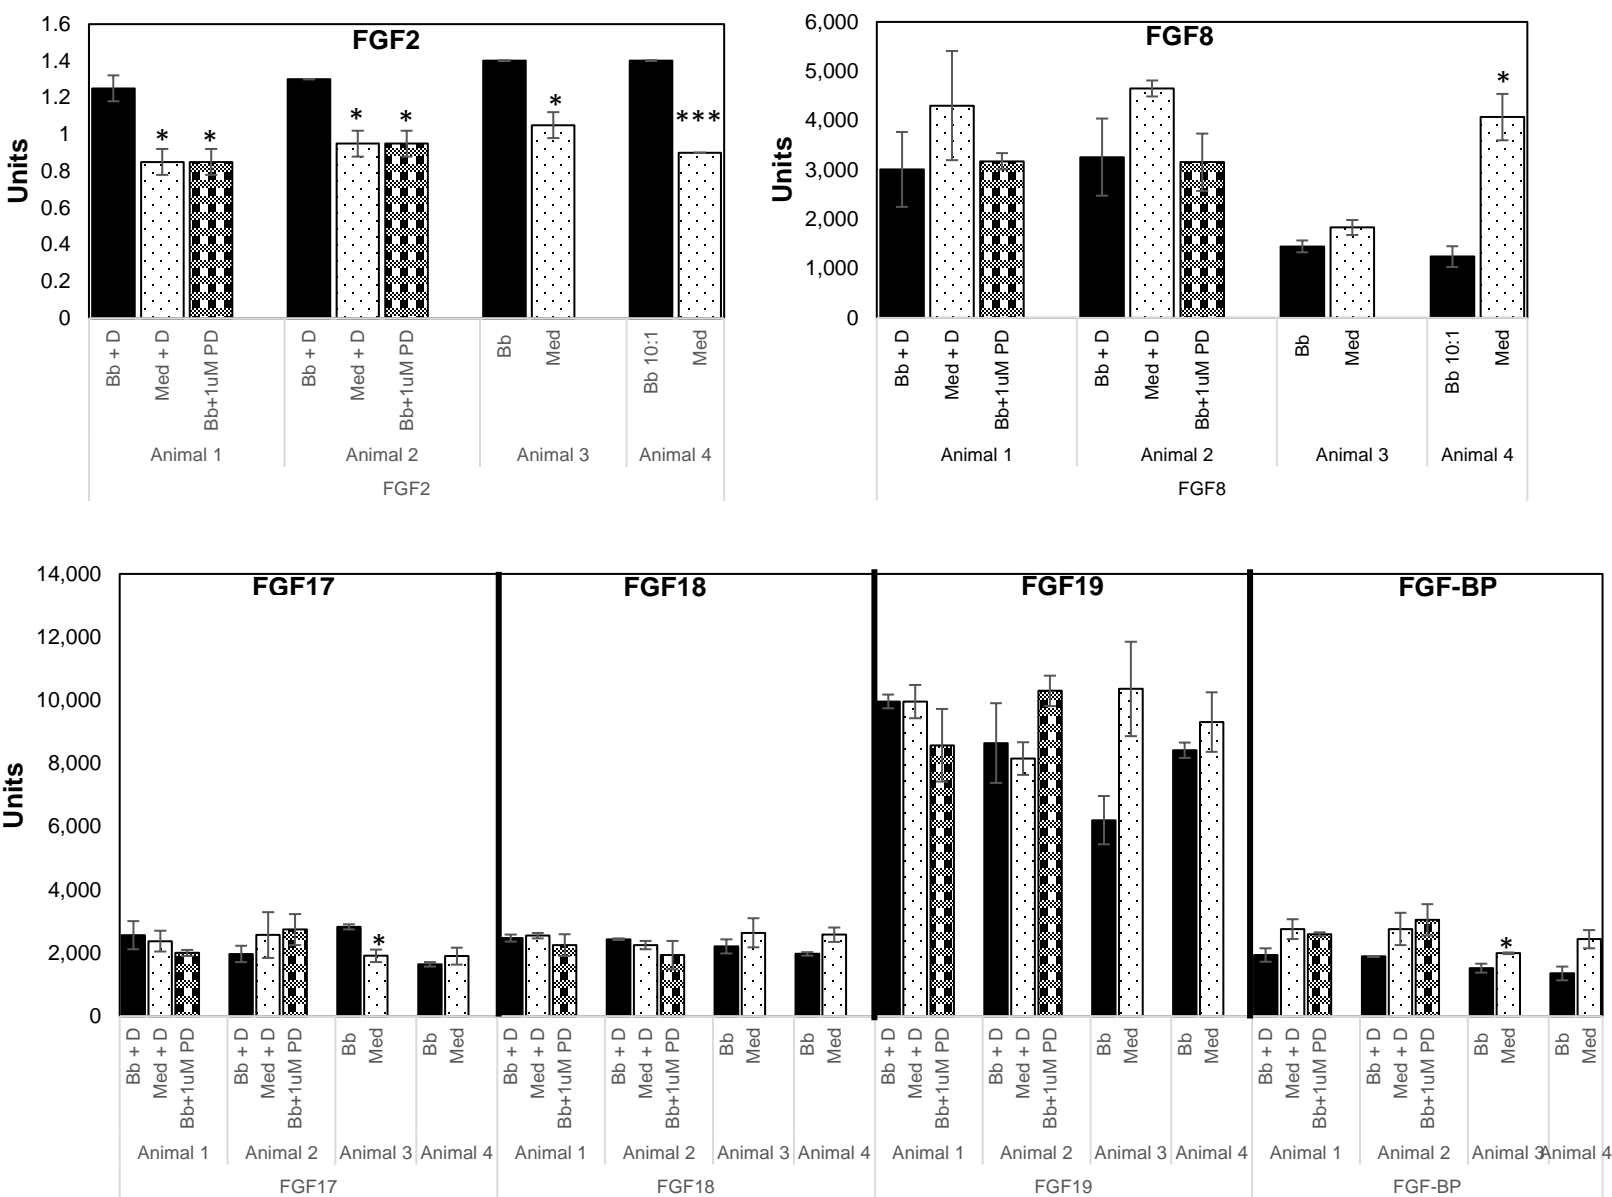 FGF2
Units
1.6
1.4
1.2
1
0.8
0.6
0.4
0.2
0
* * * * * ***
Bb + D Med + D Bb+1uM PD Bb + D Med + D Bb+1uM PD Bb Med Bb 10:1 Med
Animal 1 Animal 2 Animal 3 Animal 4
FGF2
FGF8
Units
6,000
5,000
4,000
3,000
2,000
1,000
0
*
Bb + D Med + D Bb+1uM PD Bb + D Med + D Bb+1uM PD Bb Med Bb 10:1 Med
Animal 1 Animal 2 Animal 3 Animal 4
FGF8
FGF17 FGF18 FGF19 FGF-BP
Units
14,000
12,000
10,000
8,000
6,000
4,000
2,000
0
* *
Bb + D Med + D Bb+1uM PD Bb + D Med + D Bb+1uM PD Bb Med Bb Med Bb + D Med + D Bb+1uM PD Bb + D Med + D Bb+1uM PD Bb Med Bb Med Bb + D Med + D Bb+1uM PD Bb + D Med + D Bb+1uM PD Bb Med Bb Med Bb + D Med + D Bb+1uM PD Bb + D Med + D Bb+1uM PD Bb Med Bb Med
Animal 1 Animal 2 Animal 3 Animal 4 Animal 1 Animal 2 Animal 3 Animal 4 Animal 1 Animal 2 Animal 3 Animal 4 Animal 1 Animal 2 Animal 3 Animal 4
FGF17 FGF18 FGF19 FGF-BP